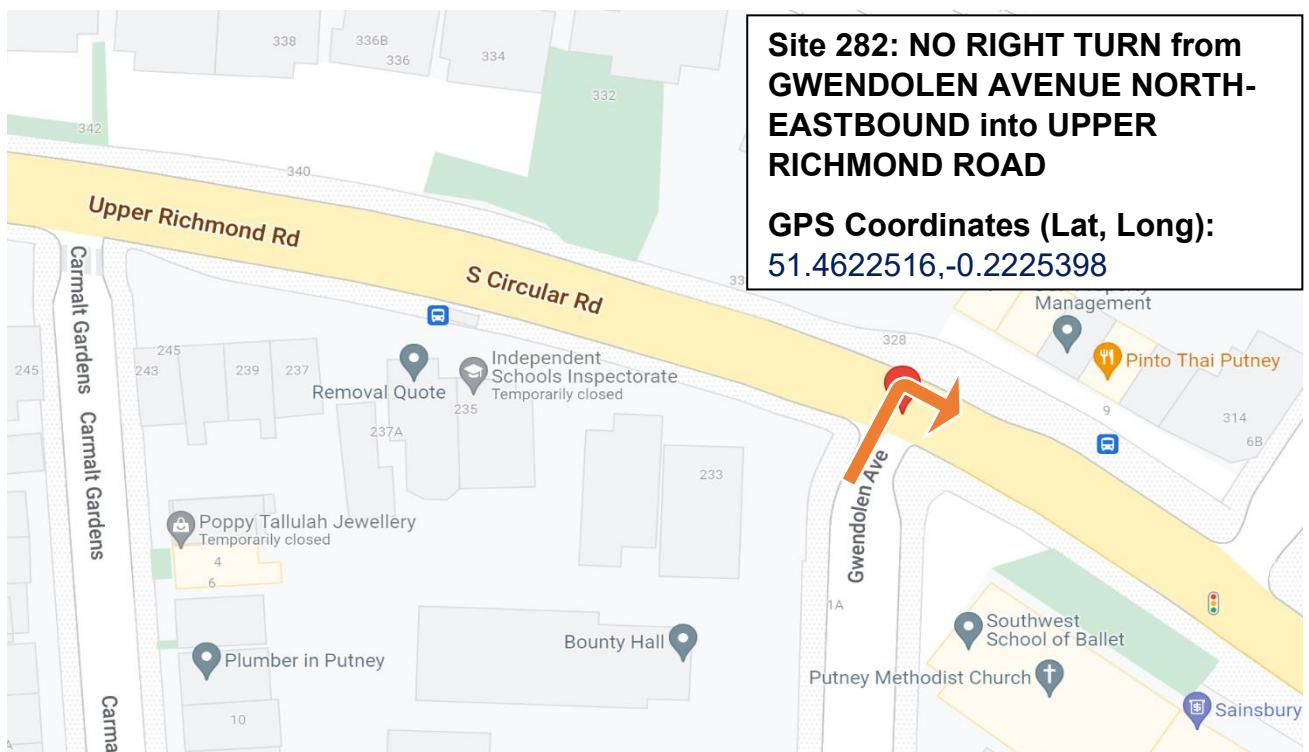 Site 282: NO RIGHT TURN from
GWENDOLEN AVENUE NORTH-
EASTBOUND into UPPER
RICHMOND ROAD
GPS Coordinates (Lat, Long):
51.4622516,-0.2225398
338
336B
336
334
332
342
340
Upper Richmond Rd
S Circular Rd
Management
328
Pinto Thai Putney
9
314
6B
Carmalt Gardens
Carmalt Gardens
245
245
243
239
237
Removal Quote
Independent
Schools Inspectorate
Temporarily closed
235
237A
233
Gwendolen Ave
Poppy Tallulah Jewellery
Temporarily closed
4
6
1A
Southwest
School of Ballet
Bounty Hall
Putney Methodist Church
Plumber in Putney
10
Carma
Sainsbury